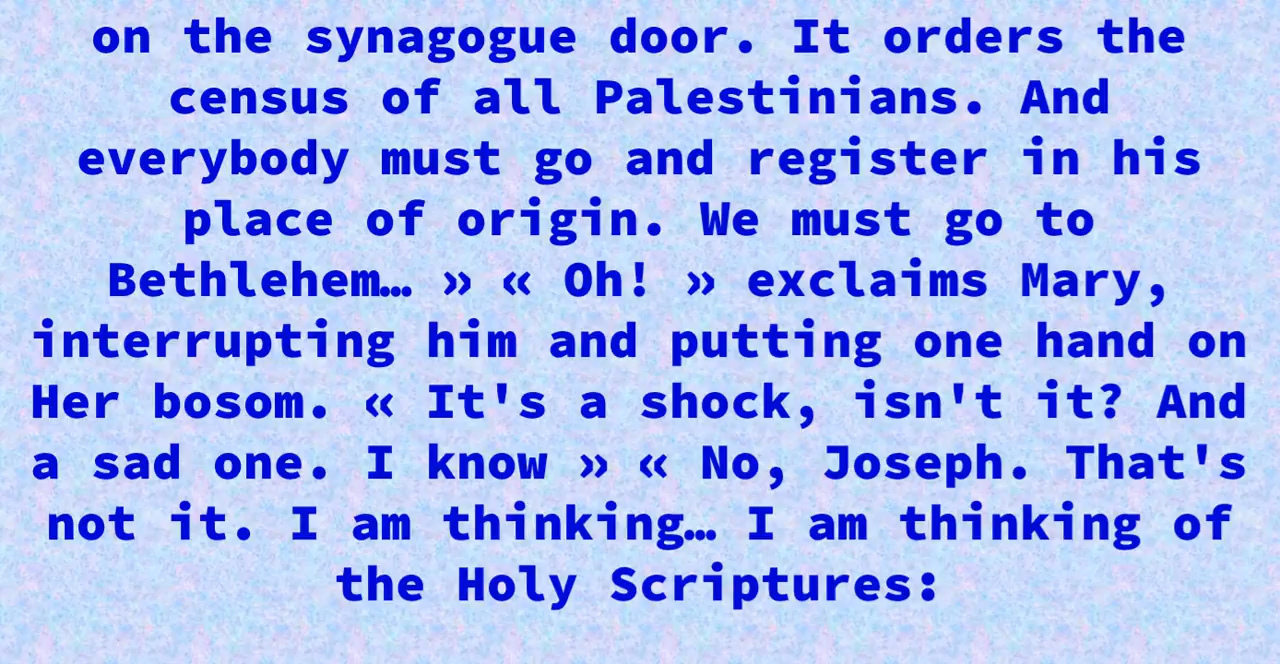 on the synagogue door. It orders the
census of all Palestinians. And
everybody must go and register in his
place of origin. We must go to
Bethlehem… » « Oh! » exclaims Mary,
interrupting him and putting one hand on
Her bosom. « It's a shock, isn't it? And
a sad one. I know » « No, Joseph. That's
not it. I am thinking… I am thinking of
the Holy Scriptures: